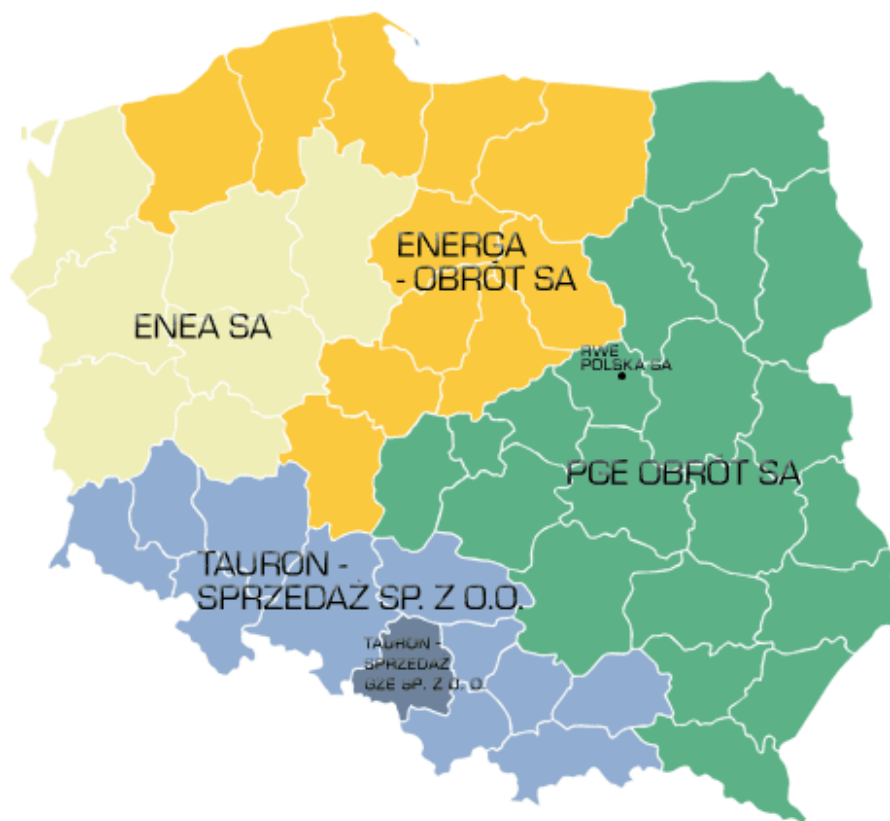 ENERGA
- OBRÓT SA
ENEA SA
RWE
POLSKA SA
PGE OBRÓT SA
TAURON -
SPRZEDAŻ SP. Z O.O.
TAURON -
SPRZEDAŻ
GZE SP. Z O. O.